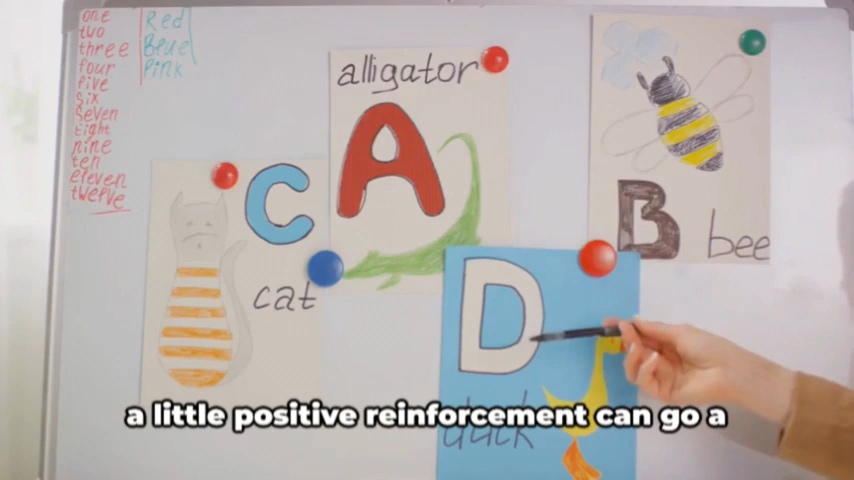 one
two
three
four
five
six
seven
Eight
nine
ten
eleven
twelve
Red
Blue
Pink
alligator
A
C
cat
B
bee
D
duck
a little positive reinforcement can go a